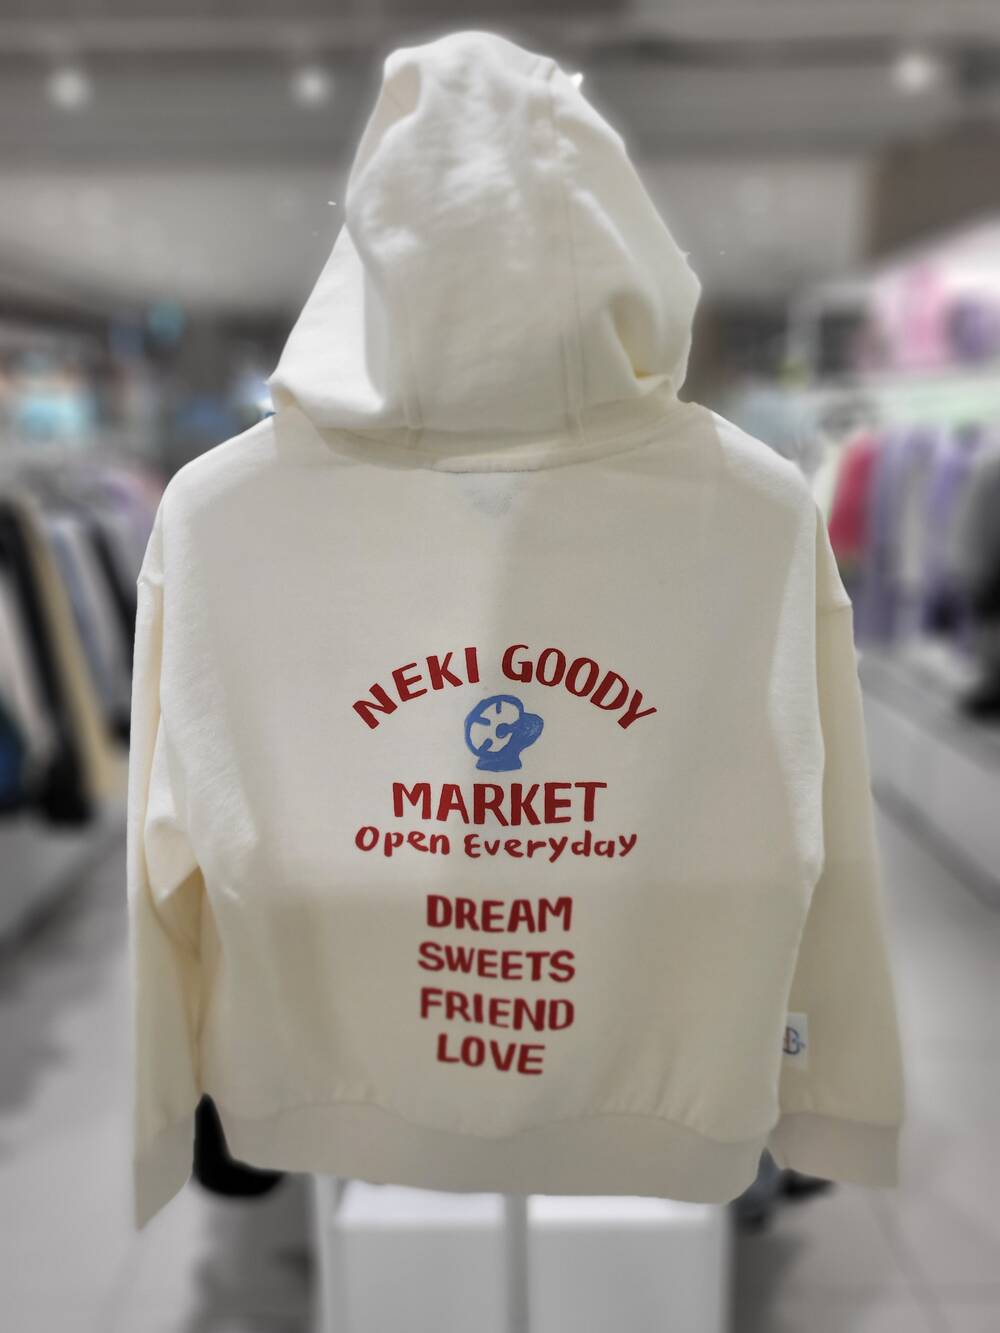 NEKI GOODY
MARKET
Open Everyday
DREAM
SWEETS
FRIEND
LOVE